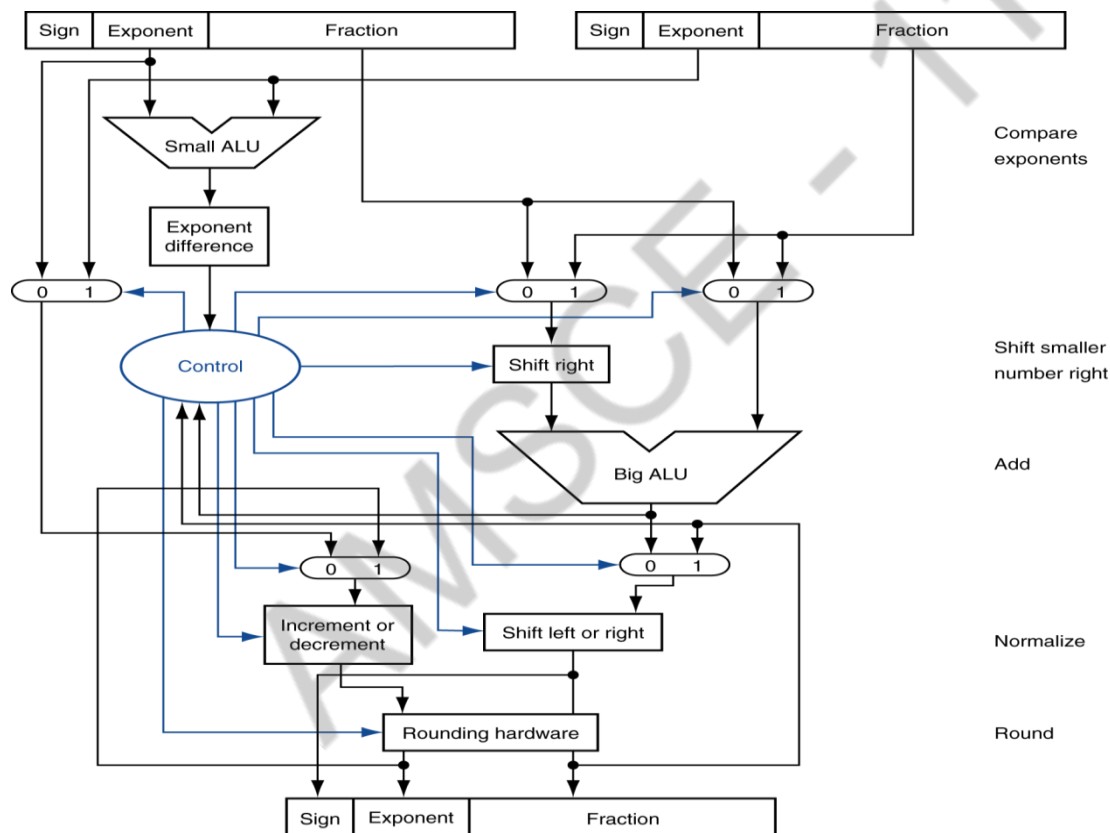 Sign Exponent Fraction Sign Exponent Fraction
Small ALU
Compare
exponents
Exponent
difference
0 1 0 1 0 1
Control
Shift right
Shift smaller
number right
Big ALU
Add
0 1 0 1
Increment or
decrement
Shift left or right
Normalize
Rounding hardware
Round
Sign Exponent Fraction
AMSCE - 11